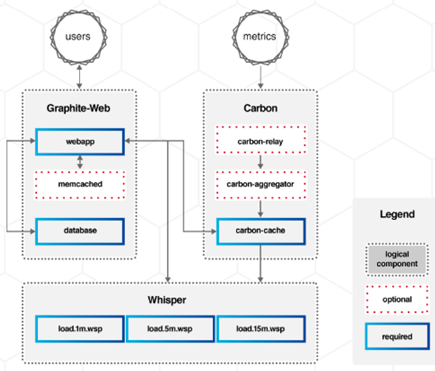 users
metrics
Graphite-Web
webapp
memcached
database
Carbon
carbon-relay
carbon-aggregator
carbon-cache
Whisper
load.1m.wsp
load.5m.wsp
load.15m.wsp
Legend
logical
component
optional
required